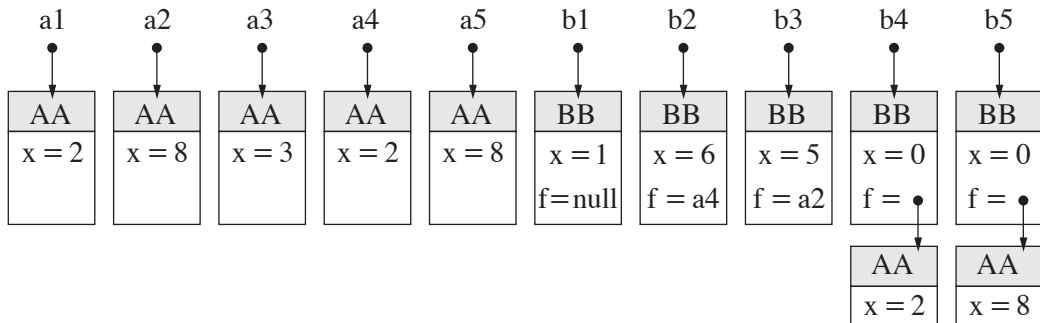 a1 a2 a3 a4 a5 b1 b2 b3 b4 b5
AA AA AA AA AA BB BB BB BB BB
x = 2 x = 8 x = 3 x = 2 x = 8 x = 1 x = 6 x = 5 x = 0 x = 0
f = null f = a4 f = a2 f = f =
AA AA
x = 2 x = 8